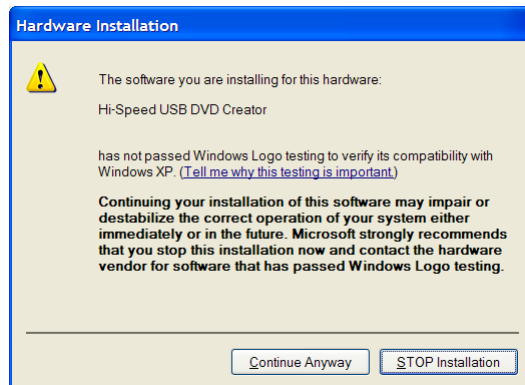 Hardware Installation
The software you are installing for this hardware:
Hi-Speed USB DVD Creator
has not passed Windows Logo testing to verify its compatibility with
Windows XP. (Tell me why this testing is important.)
Continuing your installation of this software may impair or
destabilize the correct operation of your system either
immediately or in the future. Microsoft strongly recommends
that you stop this installation now and contact the hardware
vendor for software that has passed Windows Logo testing.
Continue Anyway
STOP Installation